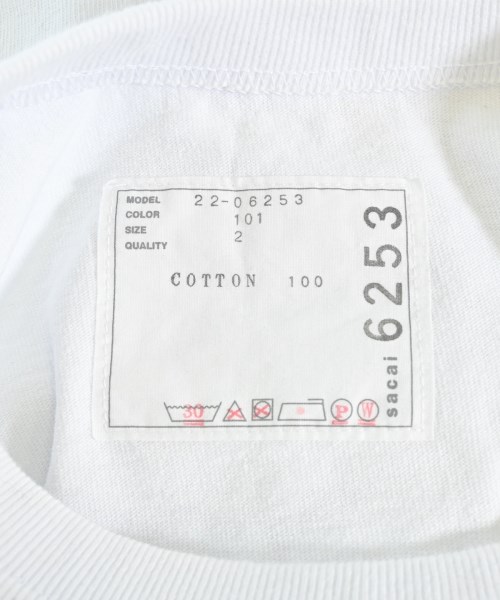 MODEL 22-06253
COLOR 101
SIZE 2
QUALITY
COTTON 100
sacai 6253
30 P W